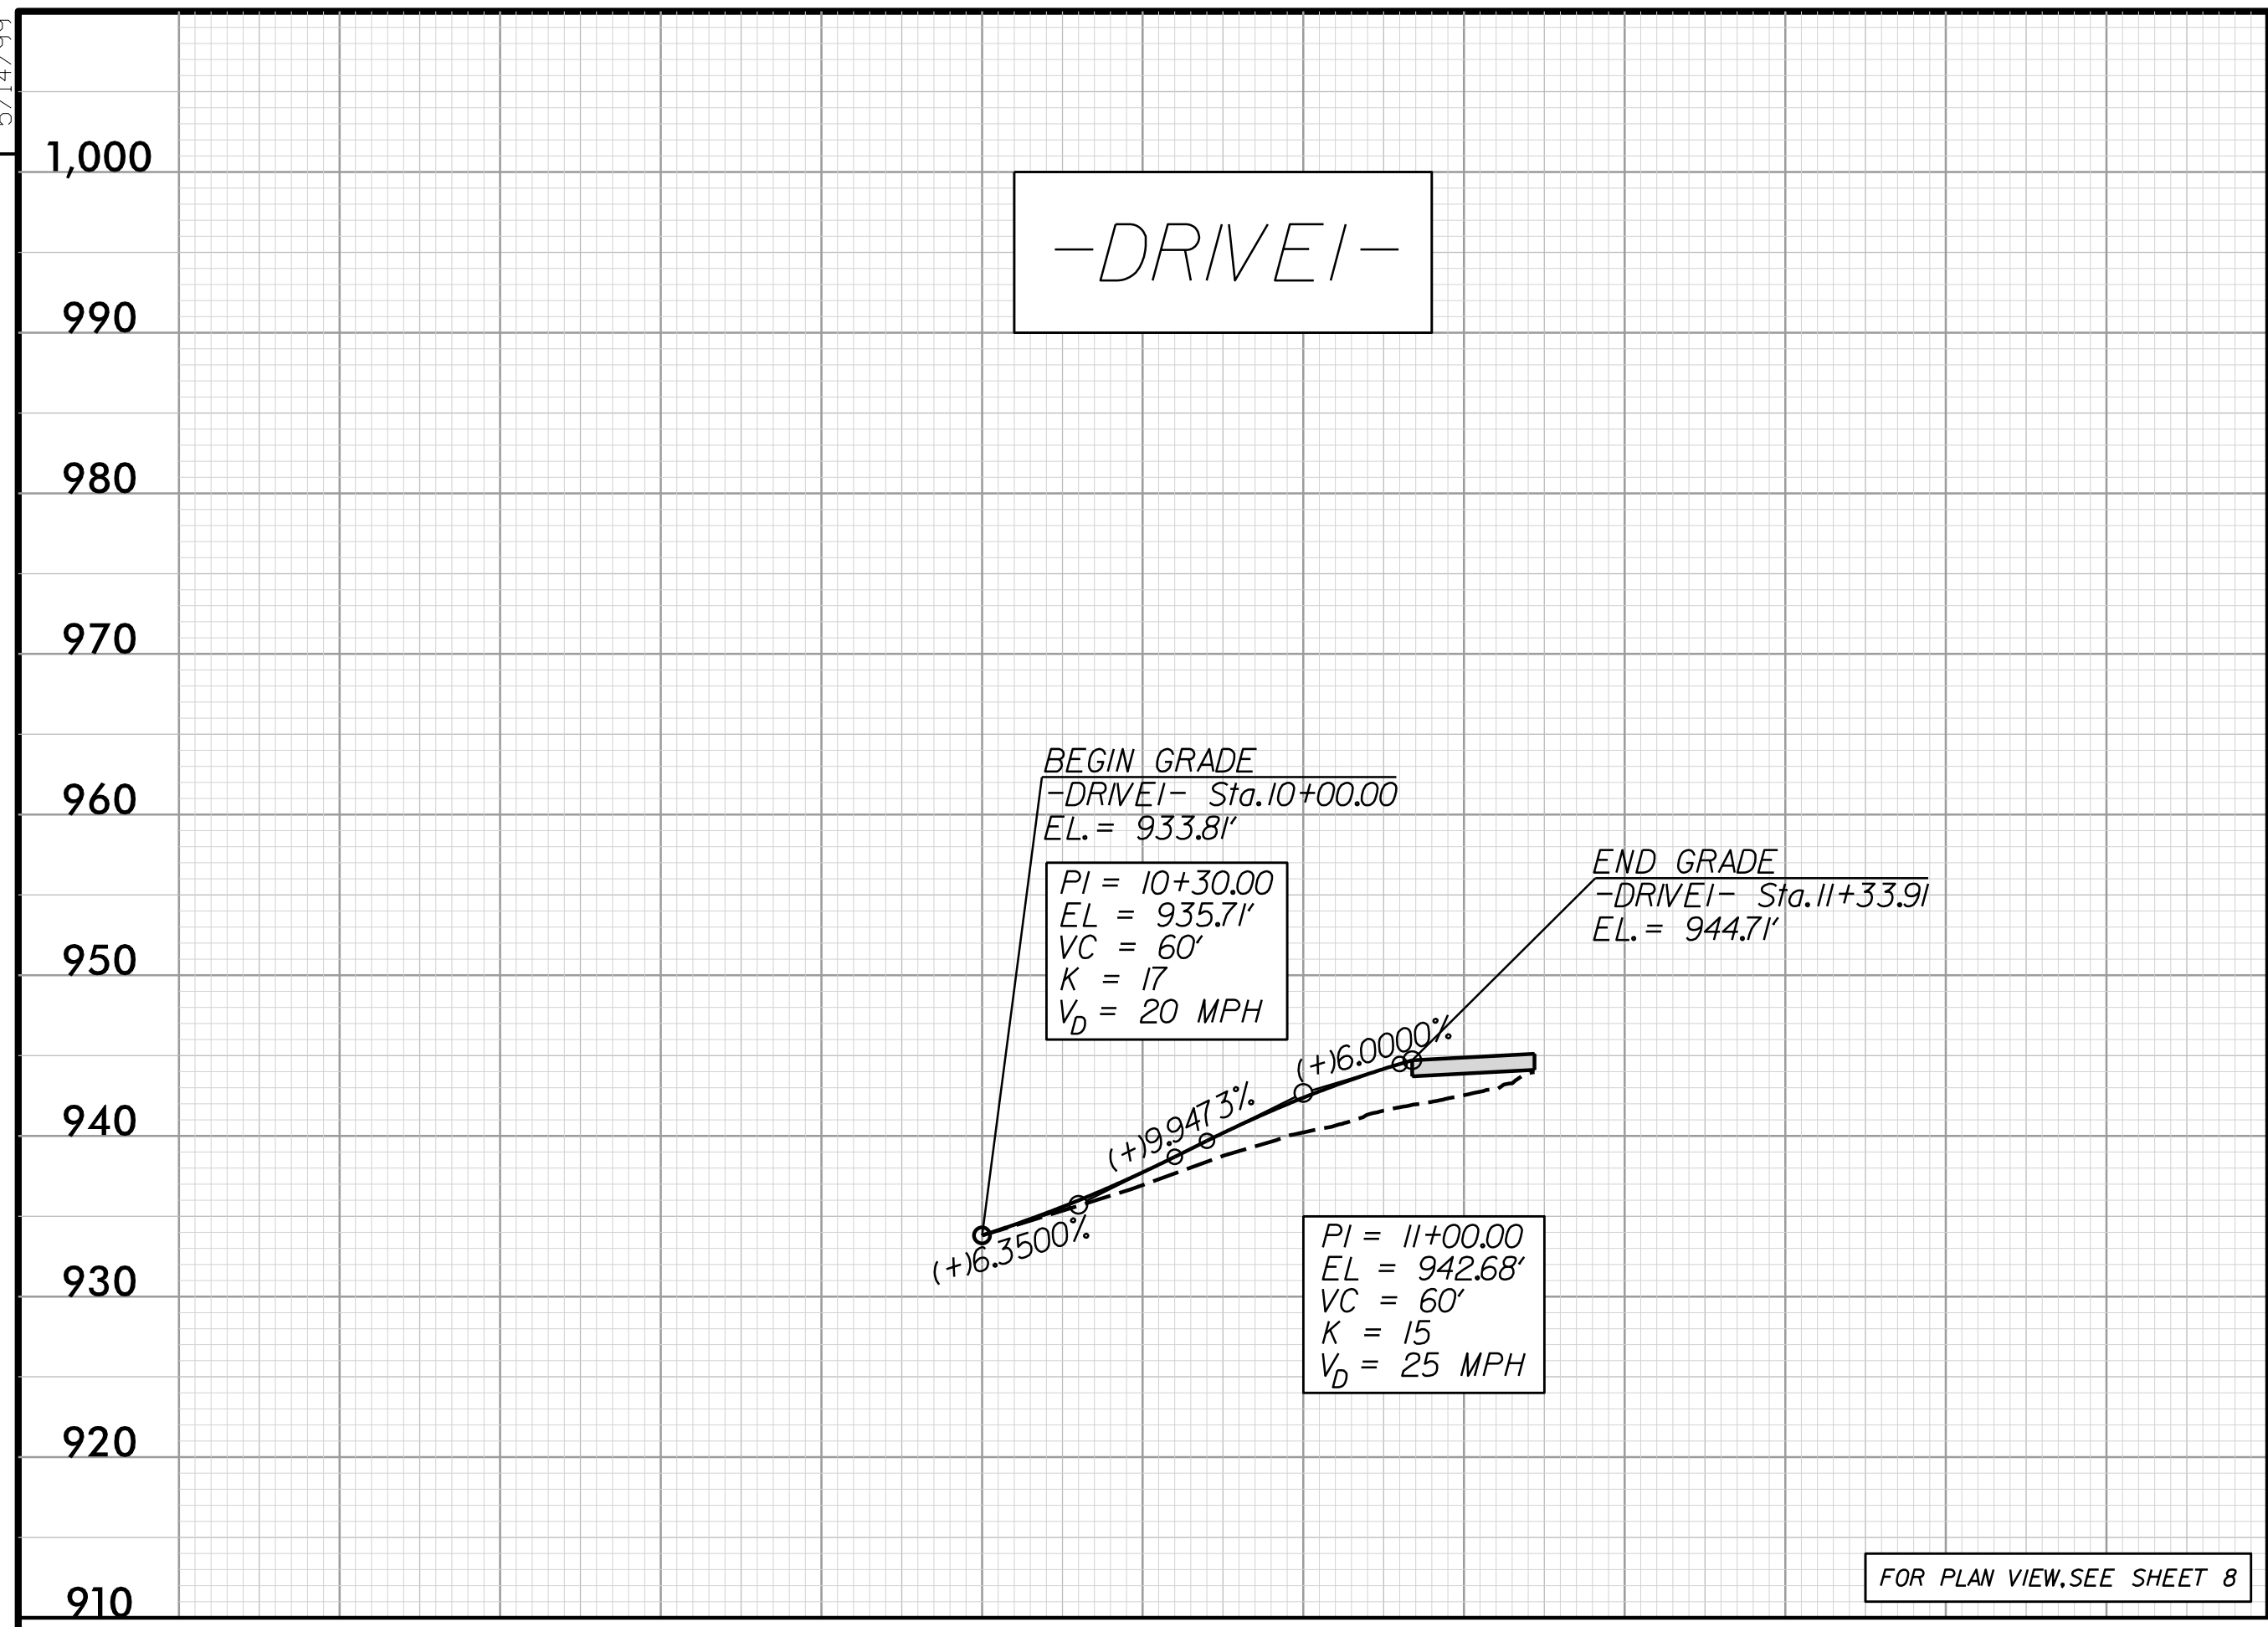 5/14/99
1,000
990
980
970
960
950
940
930
920
910
-DRIVE1-
BEGIN GRADE
-DRIVE1- Sta. 10+00.00
EL. = 933.81'
PI = 10+30.00
EL = 935.71'
VC = 60'
K = 17
VD = 20 MPH
END GRADE
-DRIVE1- Sta. 11+33.91
EL. = 944.71'
(+)6.0000%
(+)9.9473%
(+)6.3500%
PI = 11+00.00
EL = 942.68'
VC = 60'
K = 15
VD = 25 MPH
FOR PLAN VIEW, SEE SHEET 8